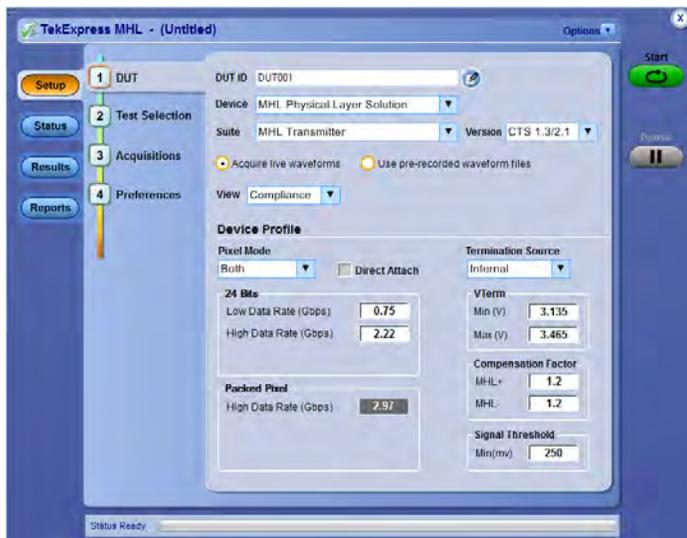 TekExpress MHL - (Untitled)
Options
X
Start
Setup
Status
Results
Reports
1 DUT
2 Test Selection
3 Acquisitions
4 Preferences
DUT ID DUT001
Device MHL Physical Layer Solution
Suite MHL Transmitter Version CTS 1.3/2.1
Acquire live waveforms Use pre-recorded waveform files
View Compliance
Device Profile
Pixel Mode Termination Source
Both Direct Attach Internal
24 Bits VTerm
Low Data Rate (Gbps) 0.75 Min (V) 3.135
High Data Rate (Gbps) 2.22 Max (V) 3.465
Compensation Factor
Packed Pixel MHL+ 1.2
High Data Rate (Gbps) 2.97 MHL- 1.2
Signal Threshold
Min(mv) 250
Status Ready